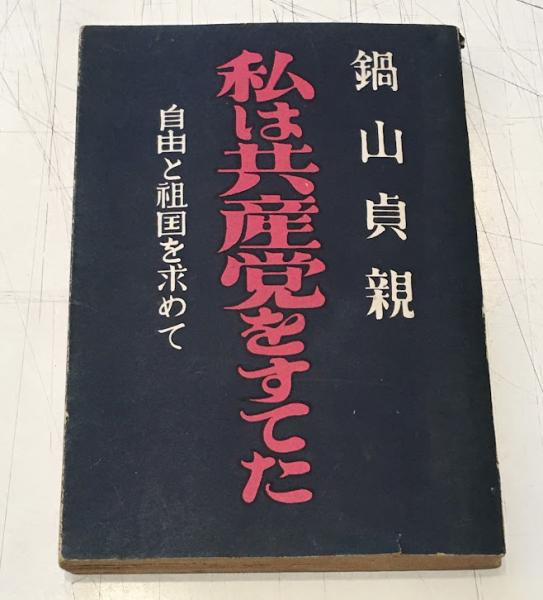 鍋山貞親
私は共産党をすてた
自由と祖国を求めて